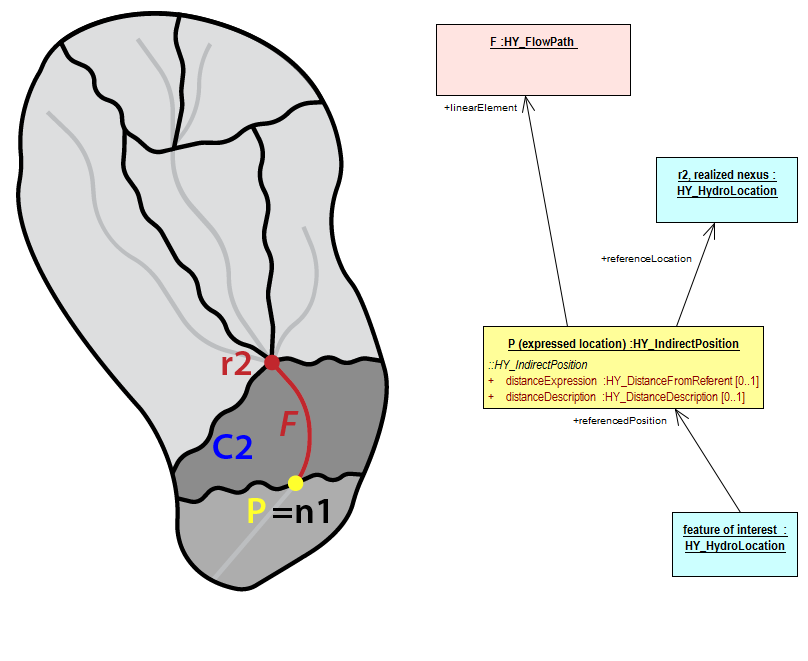 F :HY_FlowPath
+linearElement
r2, realized nexus :
HY_HydroLocation
+referenceLocation
P (expressed location) :HY_IndirectPosition
::HY_IndirectPosition
+ distanceExpression :HY_DistanceFromReferent [0..1]
+ distanceDescription :HY_DistanceDescription [0..1]
+referencedPosition
feature of interest :
HY_HydroLocation
r2
F
C2
P =n1